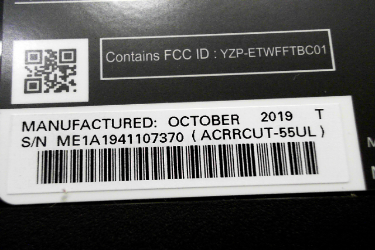 Contains FCC ID : YZP-ETWFFTBC01
MANUFACTURED: OCTOBER 2019 T
S/N ME1A1941107370 ( ACRRCUT-55UL )